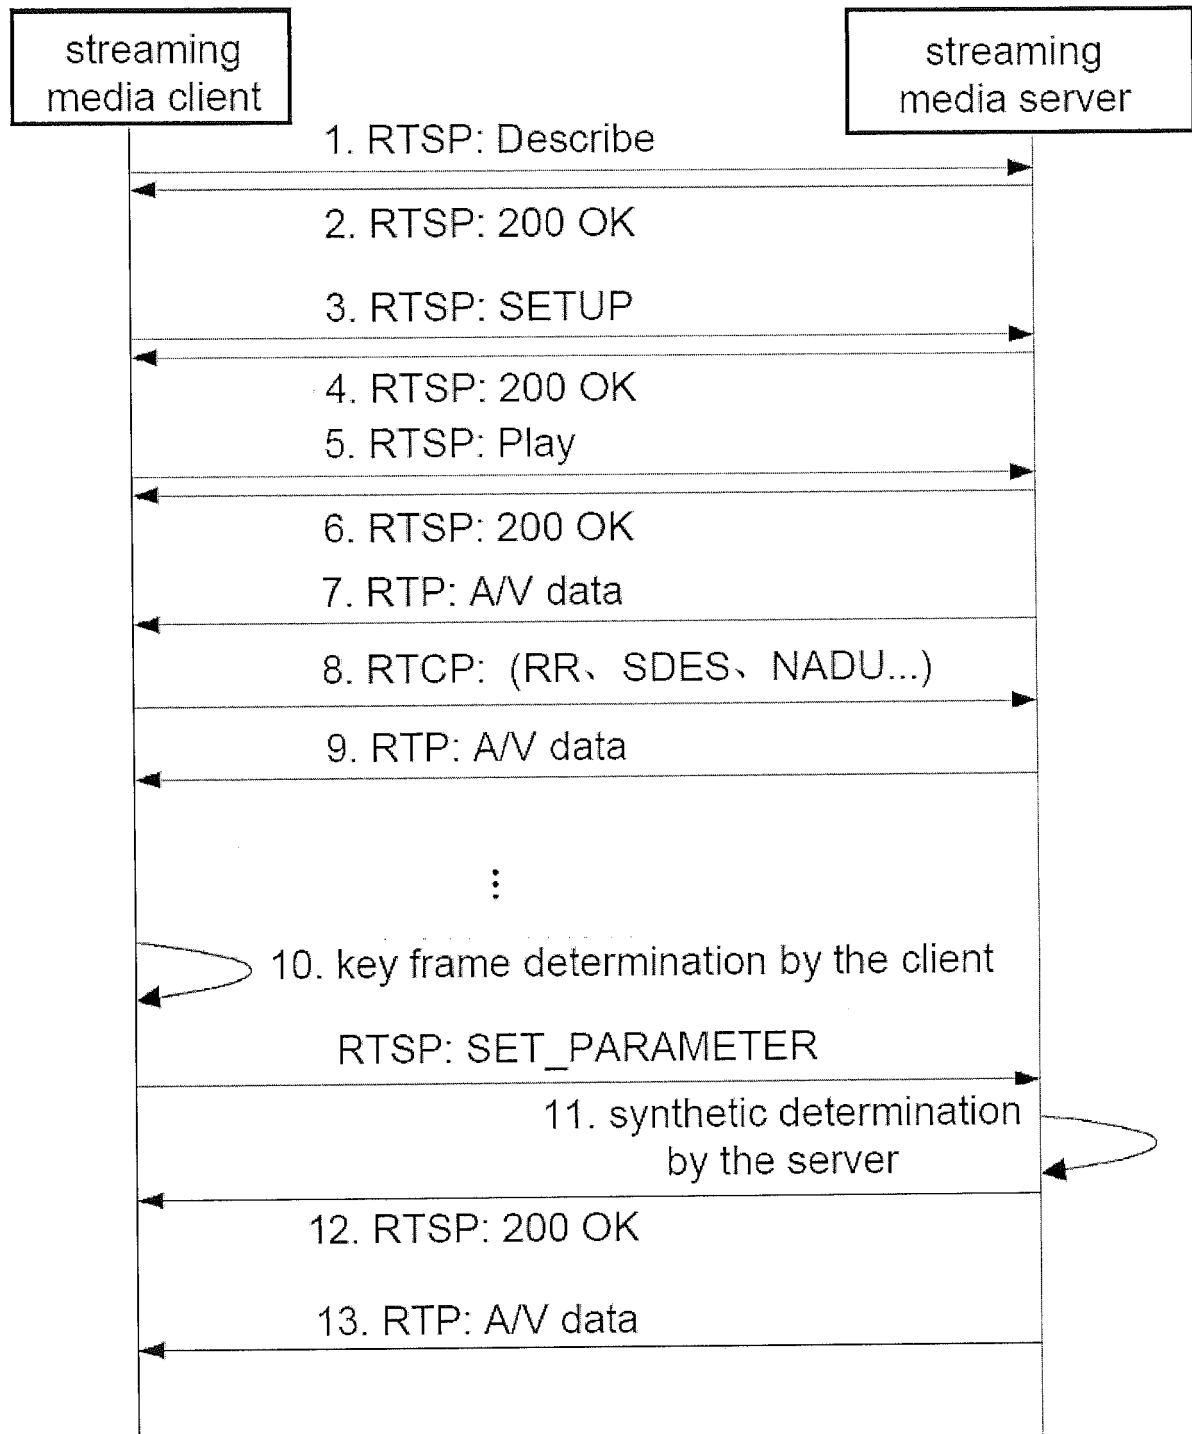 streaming
media client
streaming
media server
1. RTSP: Describe
2. RTSP: 200 OK
3. RTSP: SETUP
4. RTSP: 200 OK
5. RTSP: Play
6. RTSP: 200 OK
7. RTP: A/V data
8. RTCP: (RR、SDES、NADU...)
9. RTP: A/V data
⋮
10. key frame determination by the client
RTSP: SET_PARAMETER
11. synthetic determination
by the server
12. RTSP: 200 OK
13. RTP: A/V data